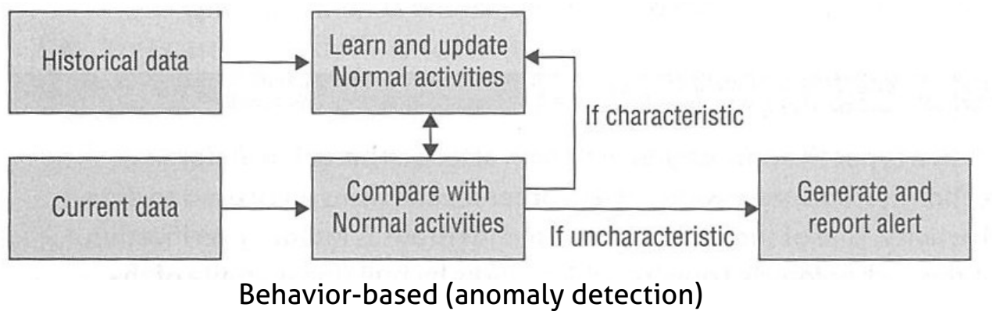 Historical data
Learn and update
Normal activities
If characteristic
Current data
Compare with
Normal activities
If uncharacteristic
Generate and
report alert
Behavior-based (anomaly detection)